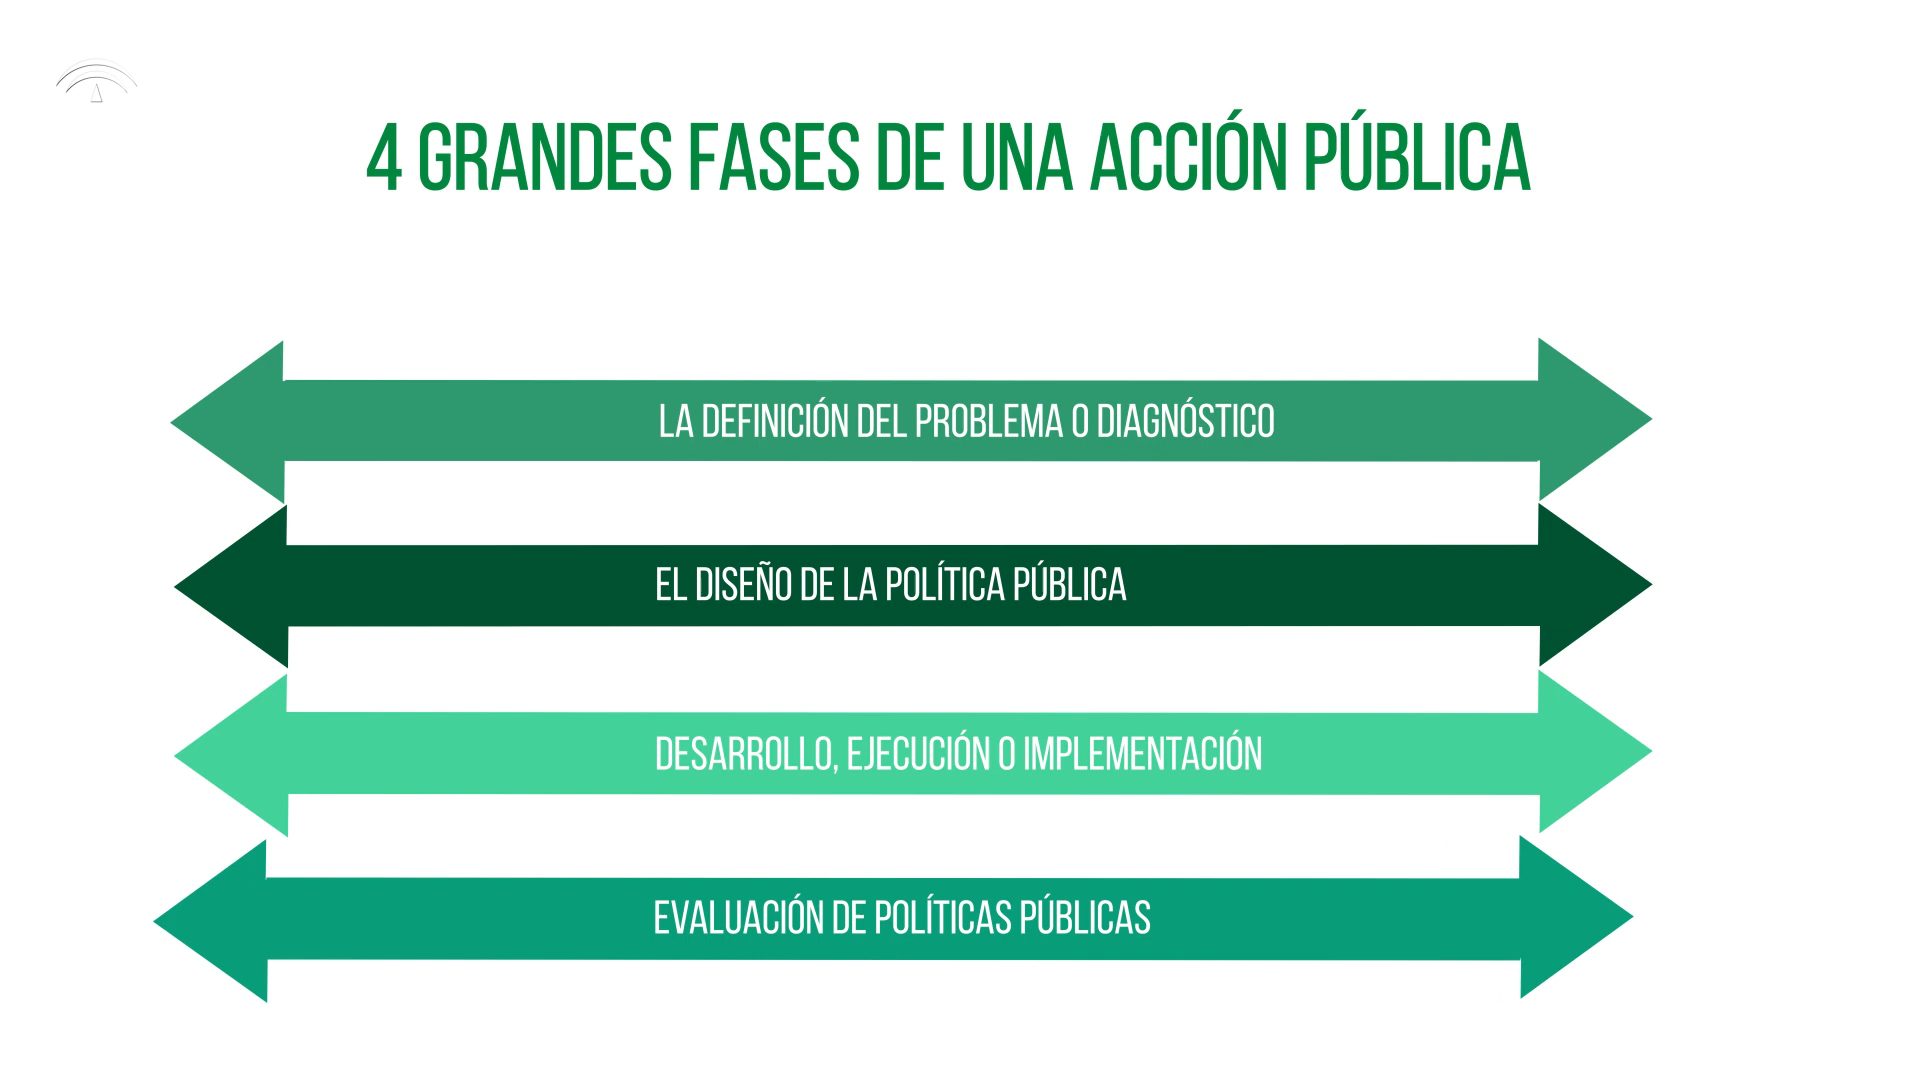 4 GRANDES FASES DE UNA ACCIÓN PÚBLICA
LA DEFINICIÓN DEL PROBLEMA O DIAGNÓSTICO
EL DISEÑO DE LA POLÍTICA PÚBLICA
DESARROLLO, EJECUCIÓN O IMPLEMENTACIÓN
EVALUACIÓN DE POLÍTICAS PÚBLICAS